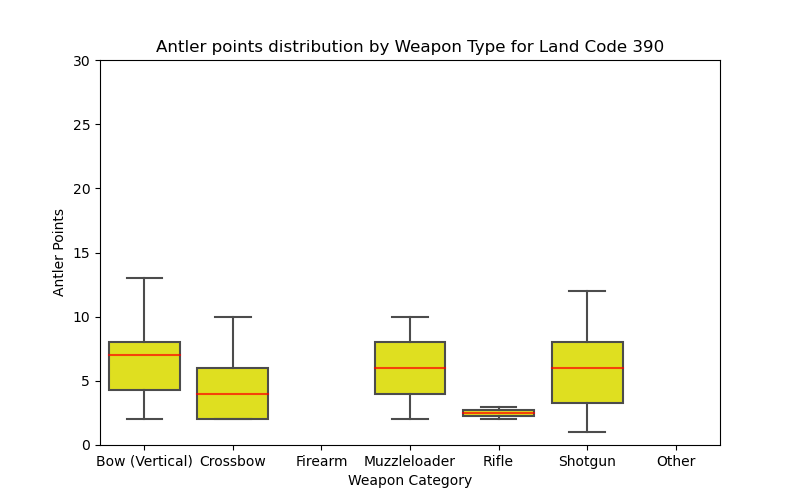 Antler points distribution by Weapon Type for Land Code 390
30
25
20
15
10
5
0
Antler Points
Bow (Vertical) Crossbow Firearm Muzzleloader Rifle Shotgun Other
Weapon Category